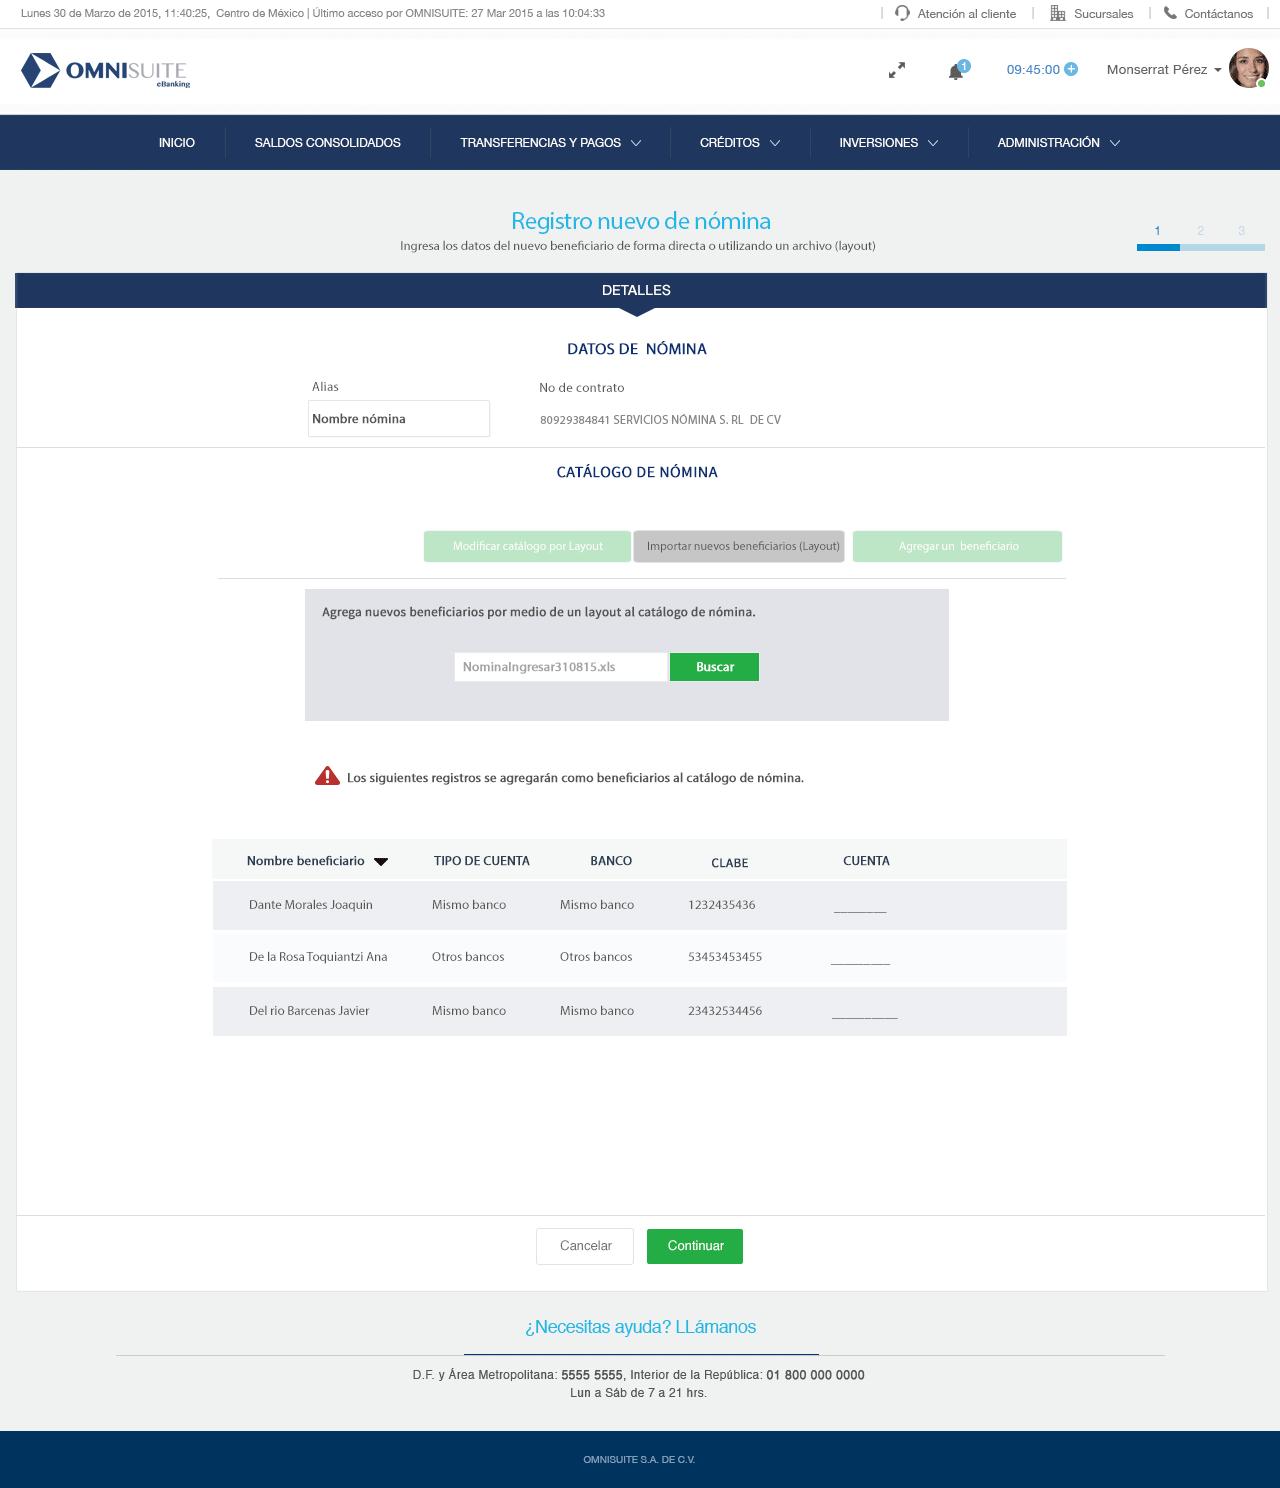 Lunes 30 de Marzo de 2015, 11:40:25,  Centro de México | Último acceso por OMNISUITE: 27 Mar 2015 a las 10:04:33
| Atención al cliente | Sucursales | Contáctanos |
OMNISUITE
eBanking
1
09:45:00
Monserrat Pérez
INICIO
SALDOS CONSOLIDADOS
TRANSFERENCIAS Y PAGOS
CRÉDITOS
INVERSIONES
ADMINISTRACIÓN
Registro nuevo de nómina
Ingresa los datos del nuevo beneficiario de forma directa o utilizando un archivo (layout)
1 2 3
DETALLES
DATOS DE  NÓMINA
Alias
No de contrato
Nombre nómina
80929384841 SERVICIOS NÓMINA S. RL  DE CV
CATÁLOGO DE NÓMINA
Modificar catálogo por Layout
Importar nuevos beneficiarios (Layout)
Agregar un  beneficiario
Agrega nuevos beneficiarios por medio de un layout al catálogo de nómina.
NominaIngresar310815.xls
Buscar
Los siguientes registros se agregarán como beneficiarios al catálogo de nómina.
Nombre beneficiario TIPO DE CUENTA BANCO CLABE CUENTA
Dante Morales Joaquin Mismo banco Mismo banco 1232435436 ________
De la Rosa Toquiantzi Ana Otros bancos Otros bancos 53453453455 _________
Del rio Barcenas Javier Mismo banco Mismo banco 23432534456 __________
Cancelar
Continuar
¿Necesitas ayuda? LLámanos
D.F. y Área Metropolitana: 5555 5555, Interior de la República: 01 800 000 0000
Lun a Sáb de 7 a 21 hrs.
OMNISUITE S.A. DE C.V.